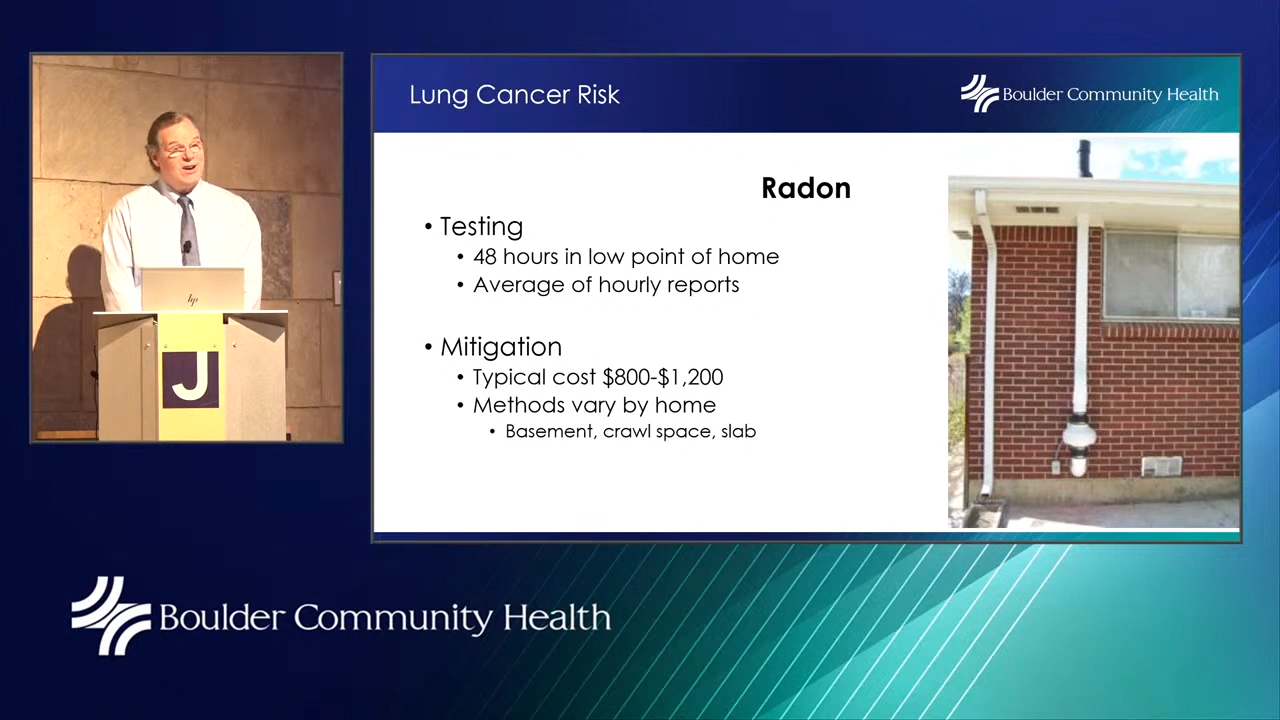 Lung Cancer Risk
Boulder Community Health
Radon
• Testing
• 48 hours in low point of home
• Average of hourly reports
• Mitigation
• Typical cost $800-$1,200
• Methods vary by home
• Basement, crawl space, slab
hp
J
Boulder Community Health